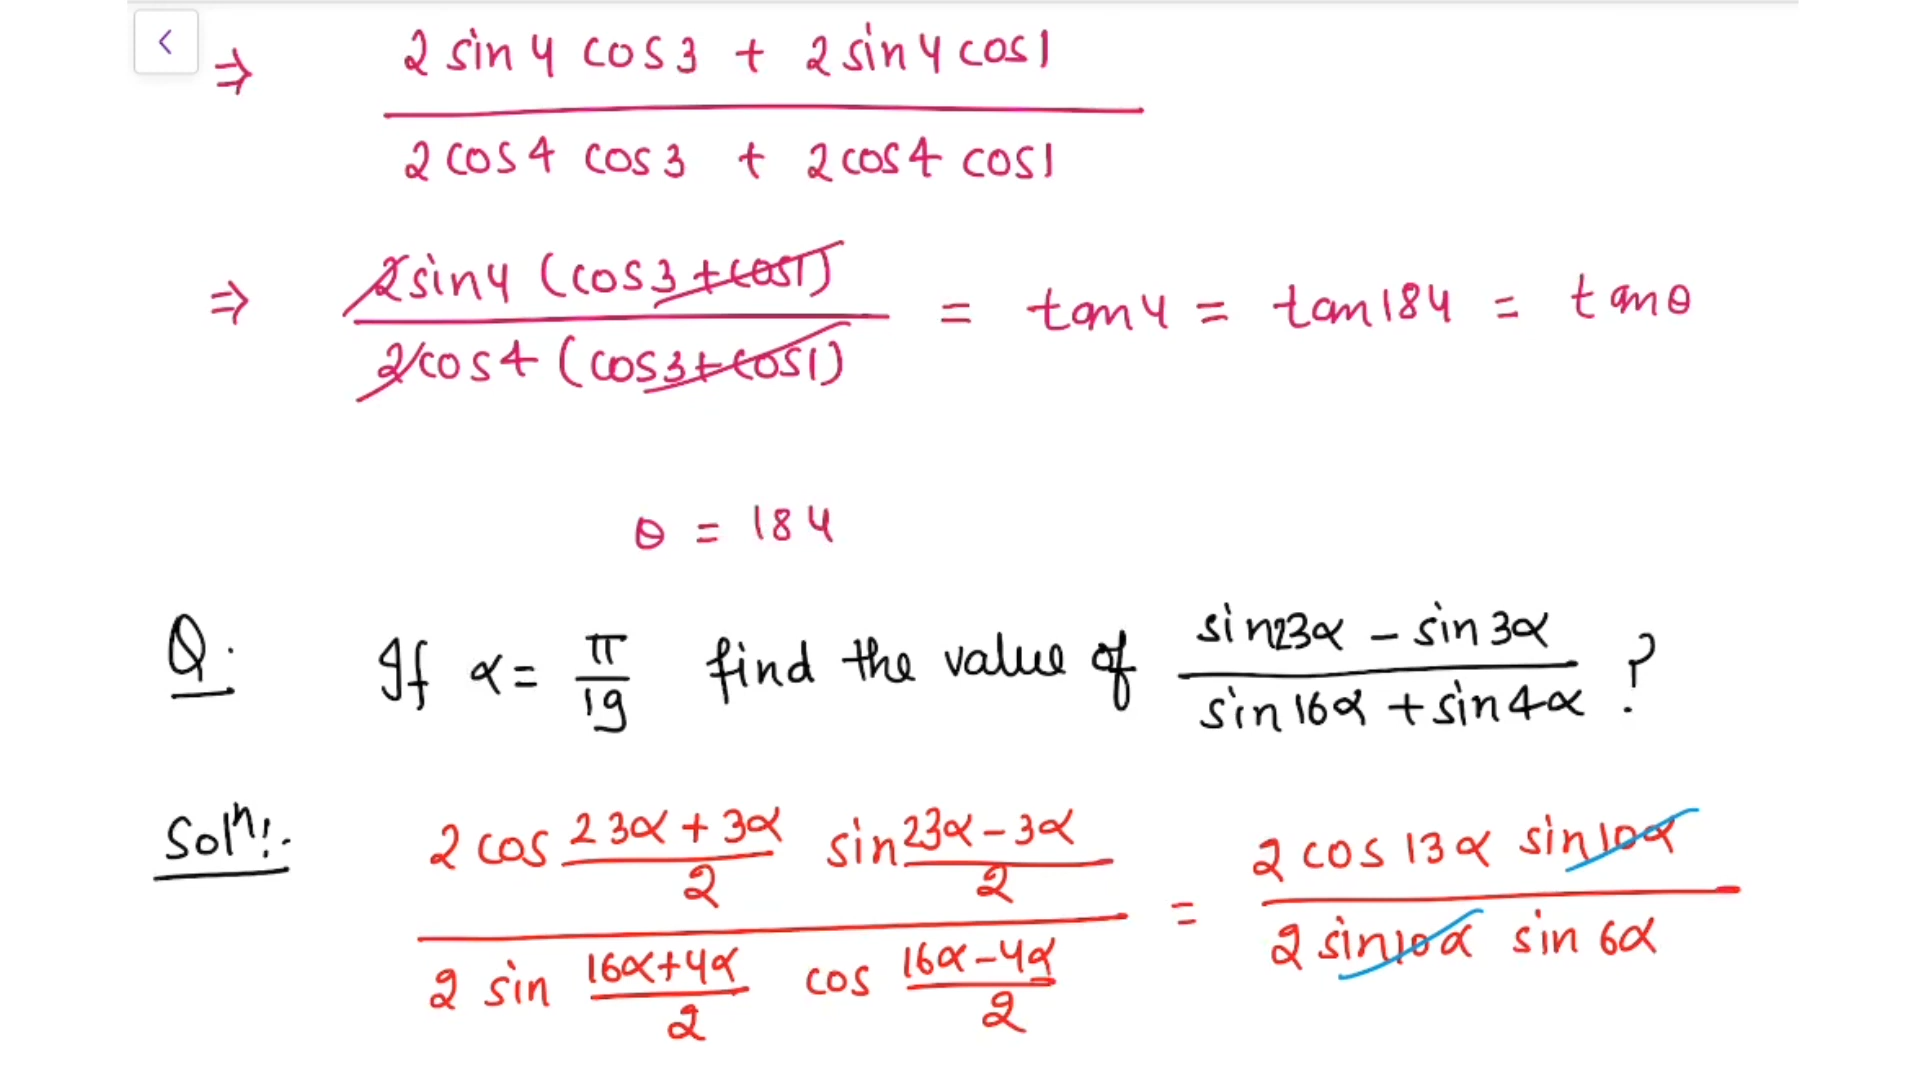 ⇒ (2 sin 4 cos 3 + 2 sin 4 cos 1) / (2 cos 4 cos 3 + 2 cos 4 cos 1)
⇒ 2 sin 4 (cos 3 + cos 1) / 2 cos 4 (cos 3 + cos 1) = tan 4 = tan 184 = tan θ
θ = 184
Q. If α = π/19 find the value of (sin 23α − sin 3α) / (sin 16α + sin 4α) ?
Solⁿ:- (2 cos (23α + 3α)/2 sin (23α − 3α)/2) / (2 sin (16α + 4α)/2 cos (16α − 4α)/2) = (2 cos 13α sin 10α) / (2 sin 10α sin 6α)